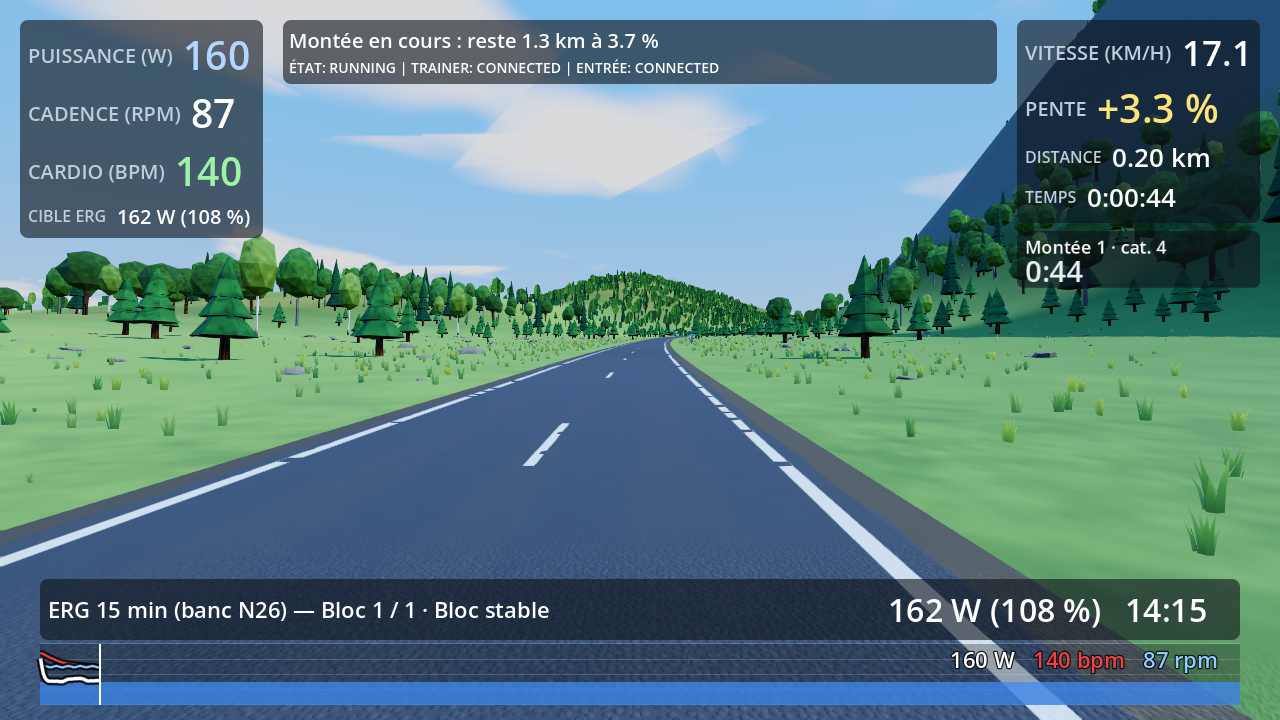 PUISSANCE (W) 160
CADENCE (RPM) 87
CARDIO (BPM) 140
CIBLE ERG 162 W (108 %)
Montée en cours : reste 1.3 km à 3.7 %
ÉTAT: RUNNING | TRAINER: CONNECTED | ENTRÉE: CONNECTED
VITESSE (KM/H) 17.1
PENTE +3.3 %
DISTANCE 0.20 km
TEMPS 0:00:44
Montée 1 · cat. 4
0:44
ERG 15 min (banc N26) — Bloc 1 / 1 · Bloc stable 162 W (108 %) 14:15
160 W 140 bpm 87 rpm